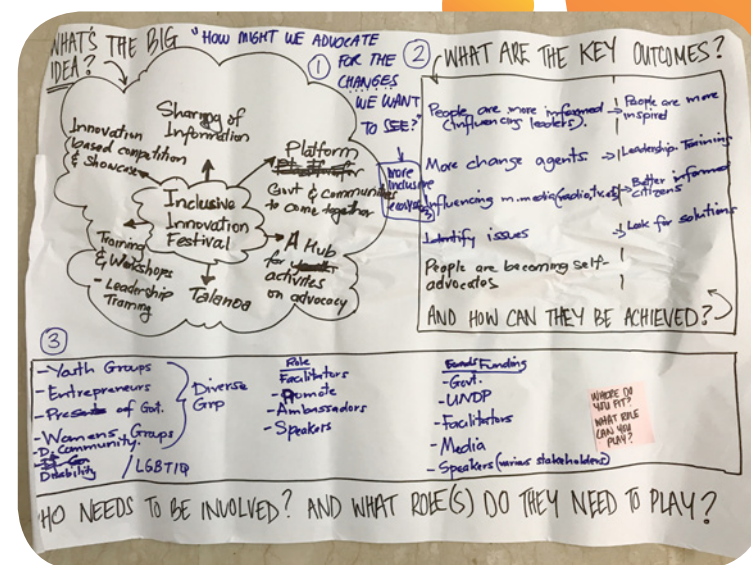 WHAT'S THE BIG
IDEA?
"HOW MIGHT WE ADVOCATE
① FOR THE
CHANGES
WE WANT
TO SEE?"
more
inclusive
Sharing of
Information
Innovation
based competition
& Showcase
Platform
Govt & Communities
to come together
Inclusive
Innovation
Festival
A Hub
for
activites
on advocacy
Training
& Workshops
- Leadership
Training
Talanoa
② WHAT ARE THE KEY OUTCOMES?
People are more informed → People are more
(influencing leaders). inspired
More change agents → Leadership Training
Influencing m.media (radio, tv, etc) → Better informed
citizens
Identify issues → Look for solutions
People are becoming self-
advocates
AND HOW CAN THEY BE ACHIEVED?
③
- Youth Groups
- Entrepreneurs
- of Govt.
- Womens Groups
- D. Community.
Disability / LGBTIQ
Diverse
Grp
Role
Facilitators
- Promote
- Ambassadors
- Speakers
Funding
- Govt.
- UNDP
- Facilitators
- Media
- Speakers (various stakeholders)
WHERE DO
YOU FIT?
WHAT ROLE
CAN YOU
PLAY?
HO NEEDS TO BE INVOLVED? AND WHAT ROLE(S) DO THEY NEED TO PLAY?